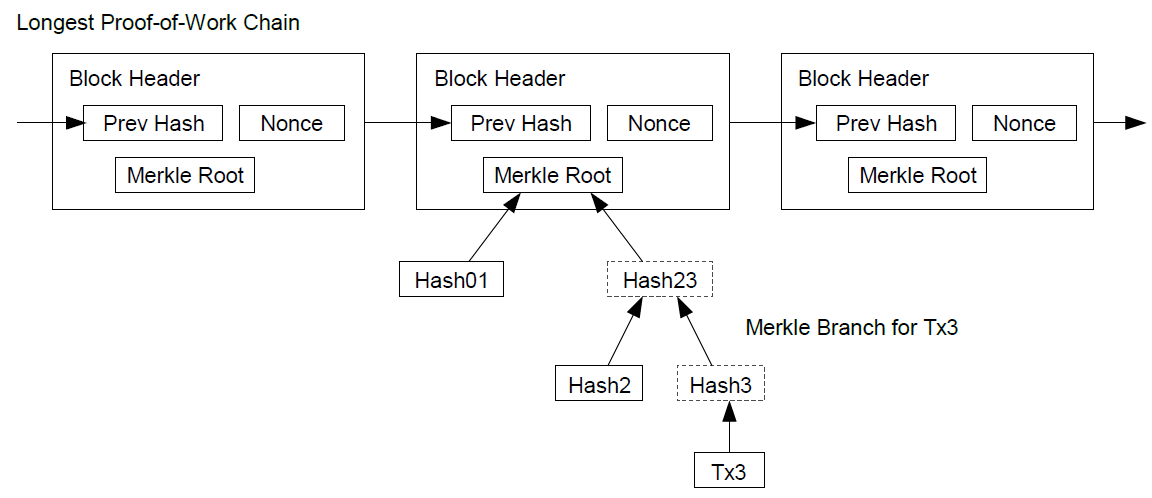 Longest Proof-of-Work Chain
Block Header
Block Header
Block Header
Prev Hash
Nonce
Prev Hash
Nonce
Prev Hash
Nonce
Merkle Root
Merkle Root
Merkle Root
Hash01
Hash23
Merkle Branch for Tx3
Hash2
Hash3
Tx3